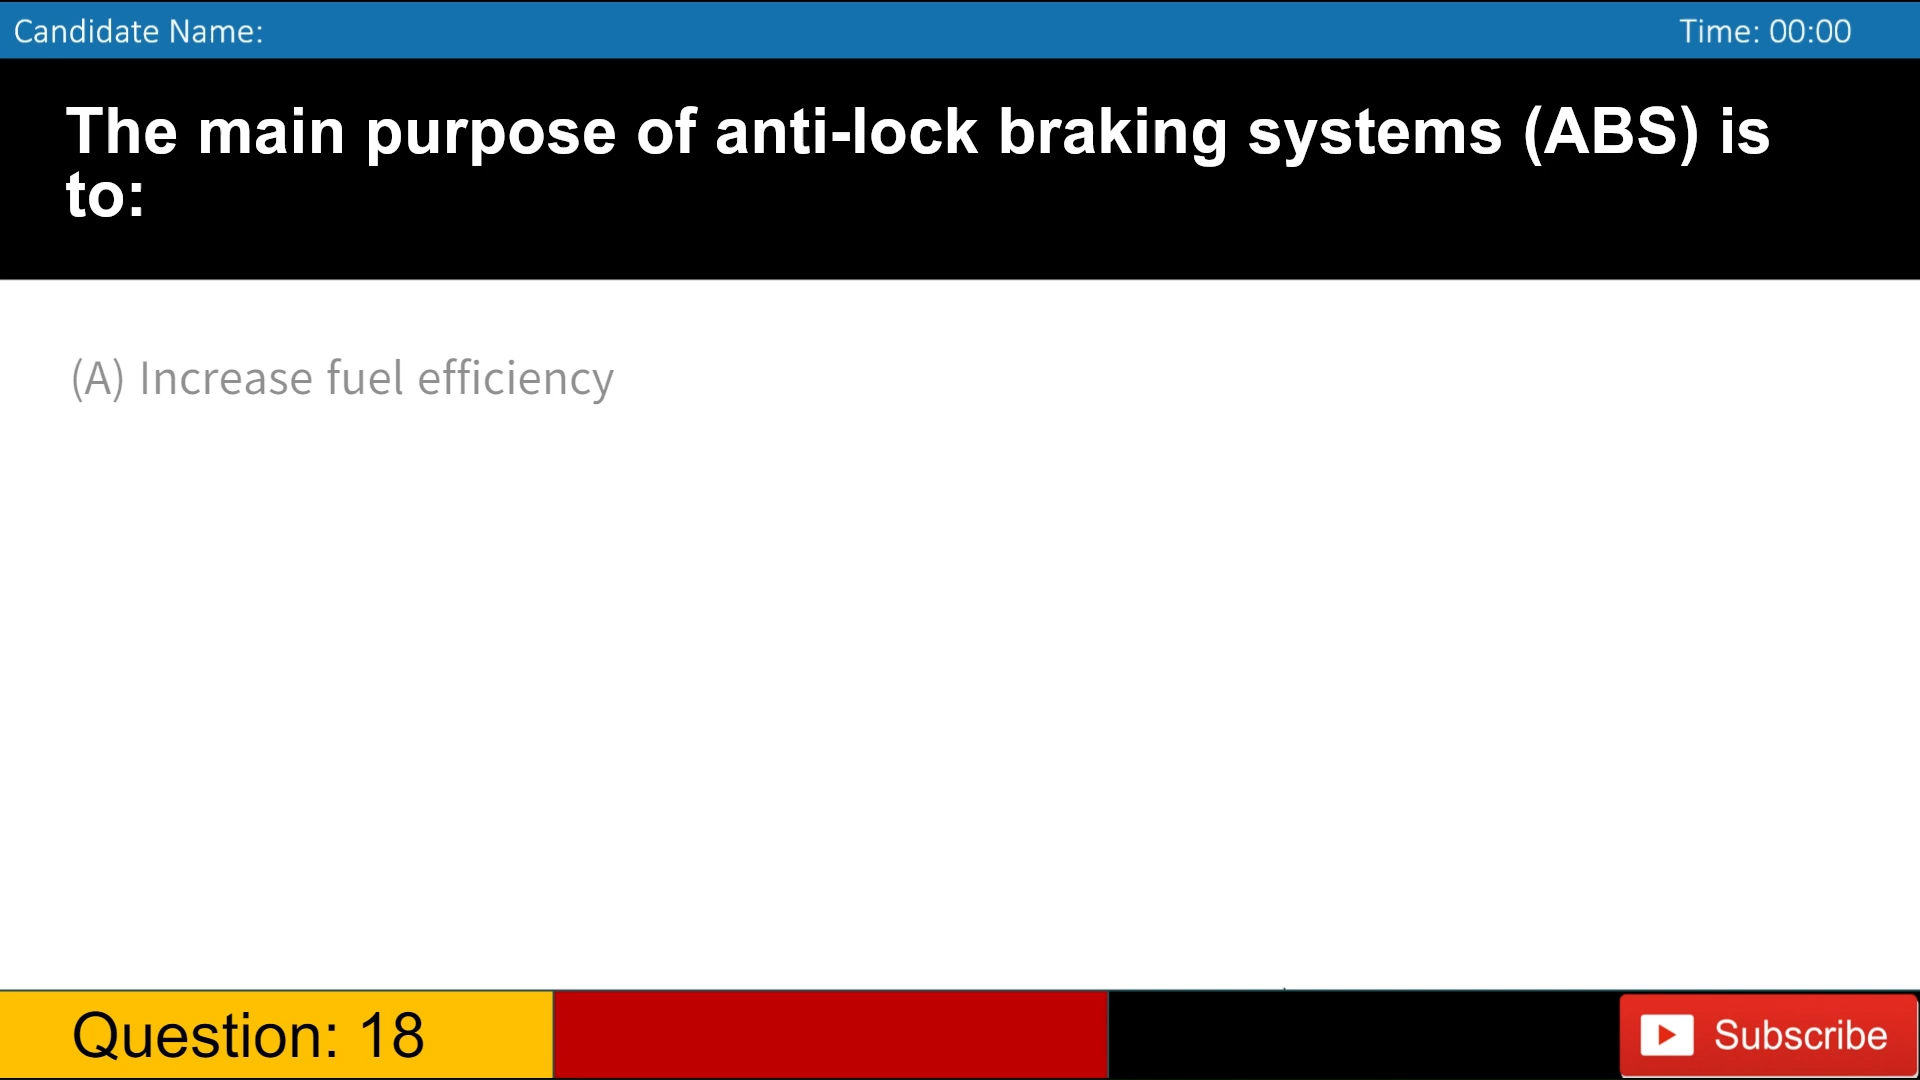 Candidate Name:
Time: 00:00
The main purpose of anti-lock braking systems (ABS) is
to:
(A) Increase fuel efficiency
Question: 18
Subscribe